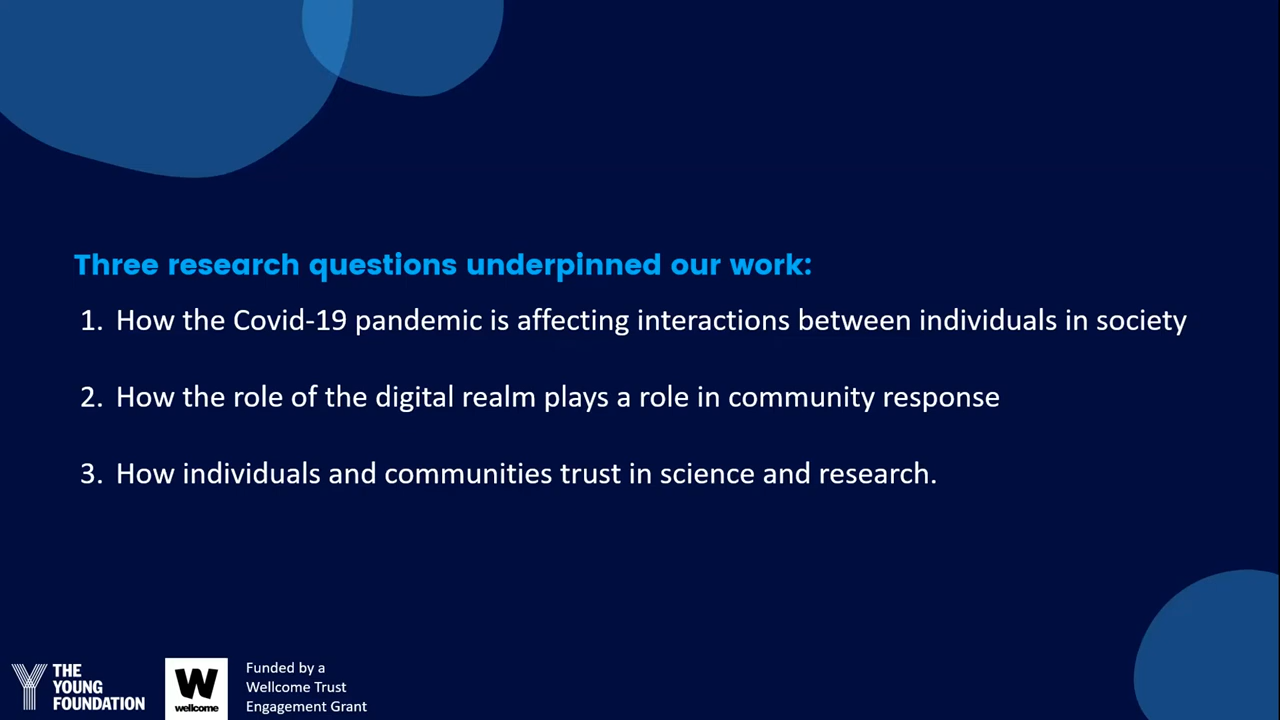 Three research questions underpinned our work:
1. How the Covid-19 pandemic is affecting interactions between individuals in society
2. How the role of the digital realm plays a role in community response
3. How individuals and communities trust in science and research.
THE
YOUNG
FOUNDATION
W
wellcome
Funded by a
Wellcome Trust
Engagement Grant